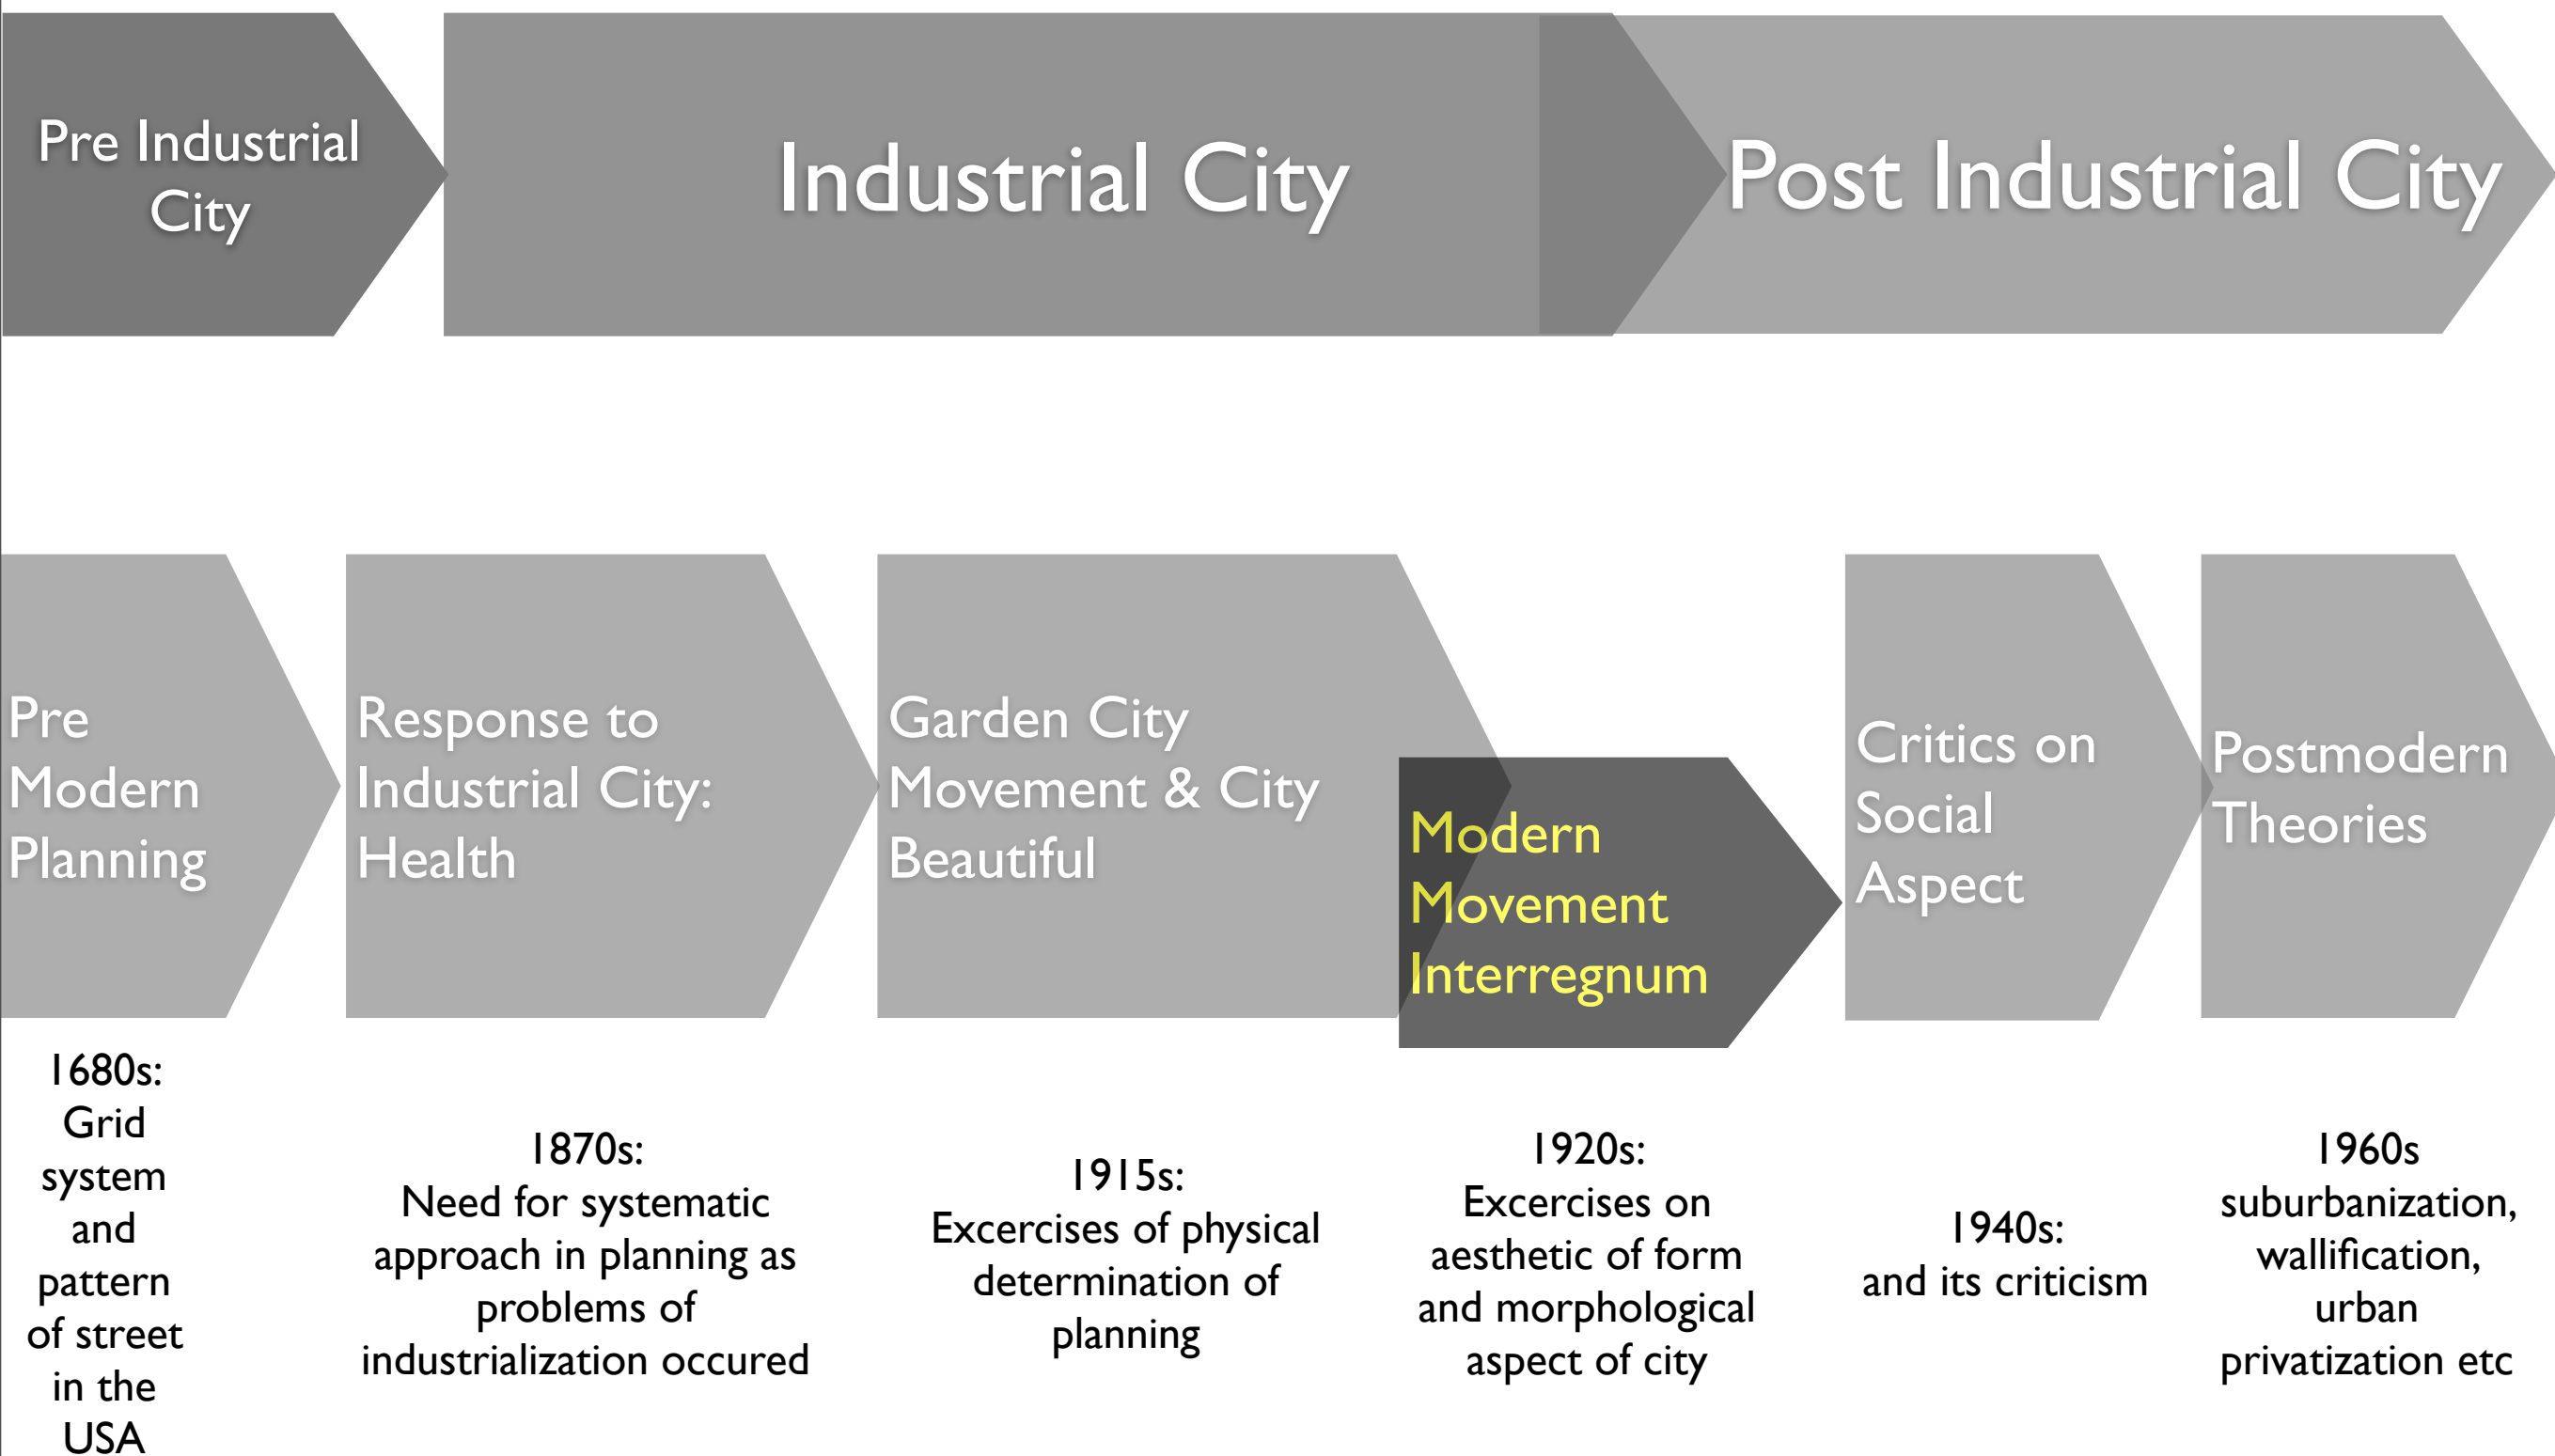 Pre Industrial
City
Industrial City
Post Industrial City
Pre
Modern
Planning
Response to
Industrial City:
Health
Garden City
Movement & City
Beautiful
Modern
Movement
Interregnum
Critics on
Social
Aspect
Postmodern
Theories
1680s:
Grid
system
and
pattern
of street
in the
USA
1870s:
Need for systematic
approach in planning as
problems of
industrialization occured
1915s:
Excercises of physical
determination of
planning
1920s:
Excercises on
aesthetic of form
and morphological
aspect of city
1940s:
and its criticism
1960s
suburbanization,
wallification,
urban
privatization etc